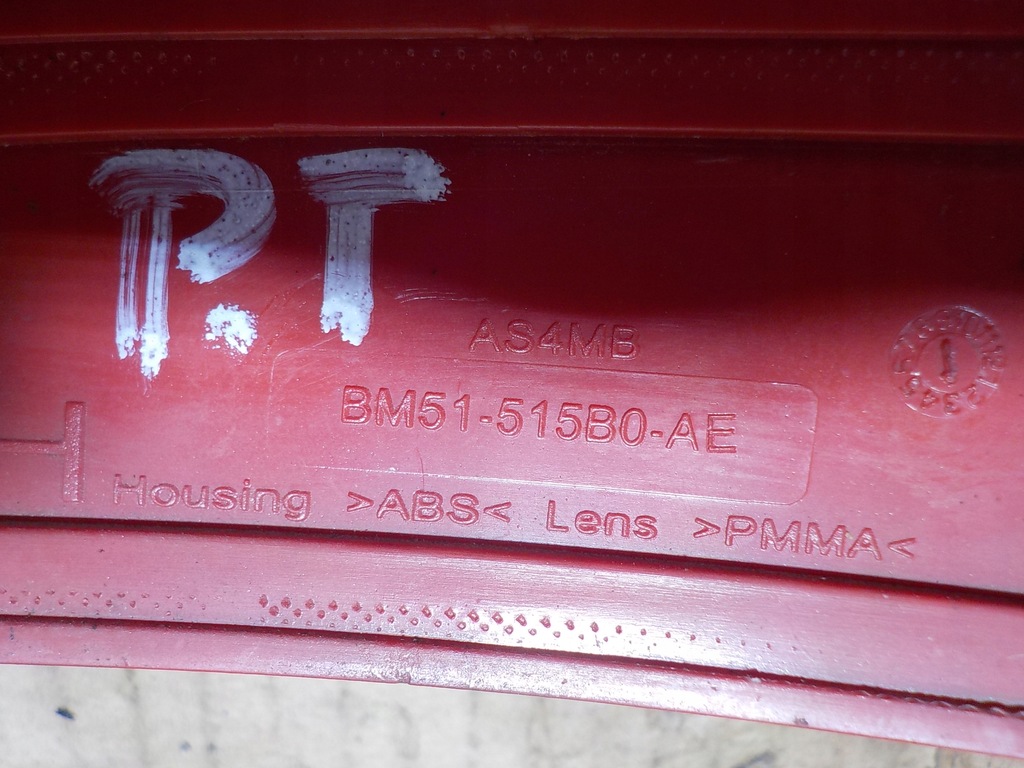 P.T
AS4MB
BM51-515B0-AE
Housing >ABS< Lens >PMMA<